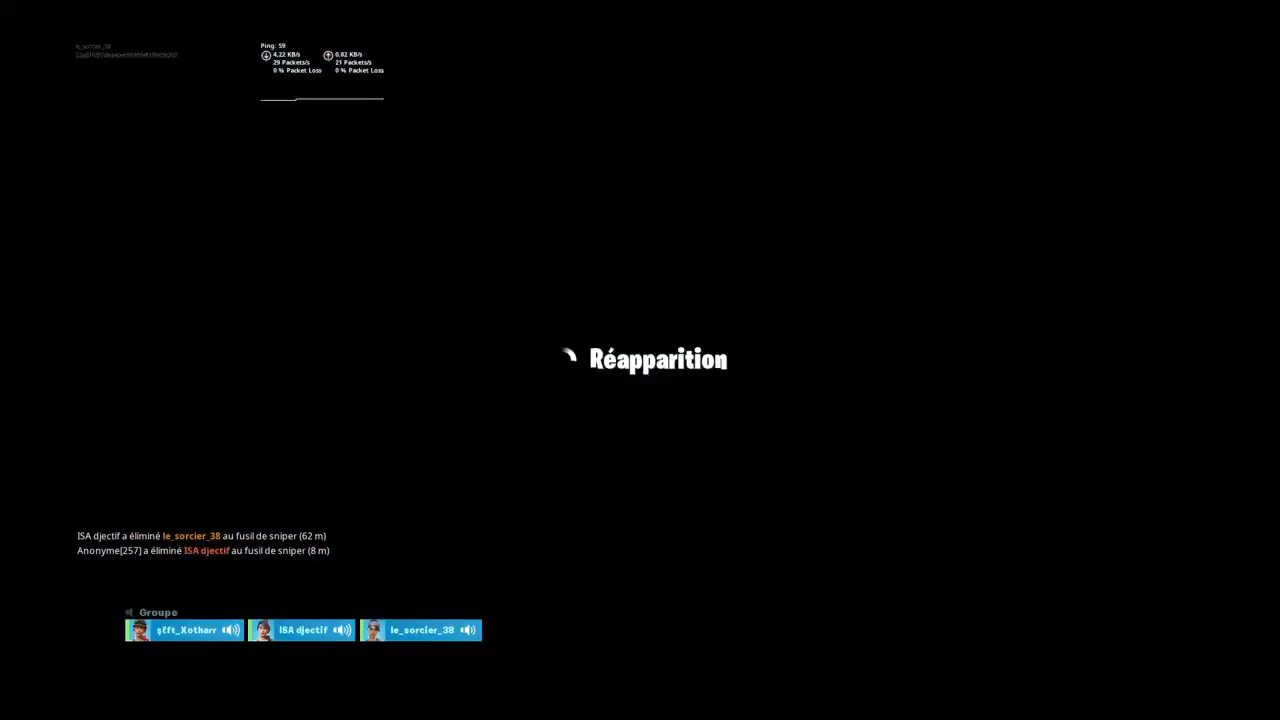 le_sorcier_38
Ping: 59
4,22 KB/s
0,82 KB/s
29 Packets/s
21 Packets/s
0 % Packet Loss
0 % Packet Loss
Réapparition
ISA djectif a éliminé le_sorcier_38 au fusil de sniper (62 m)
Anonyme[257] a éliminé ISA djectif au fusil de sniper (8 m)
Groupe
ISA djectif
le_sorcier_38